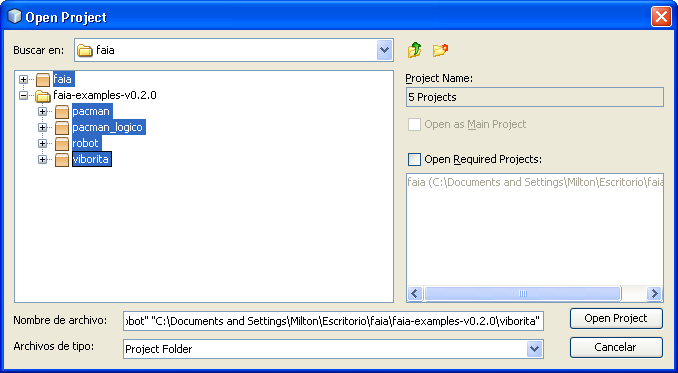 Open Project
Buscar en:
faia
faia
faia-examples-v0.2.0
pacman
pacman_logico
robot
viborita
Project Name:
5 Projects
Open as Main Project
Open Required Projects:
faia (C:\Documents and Settings\Milton\Escritorio\faia
Nombre de archivo:
obot" "C:\Documents and Settings\Milton\Escritorio\faia\faia-examples-v0.2.0\viborita"
Open Project
Archivos de tipo:
Project Folder
Cancelar